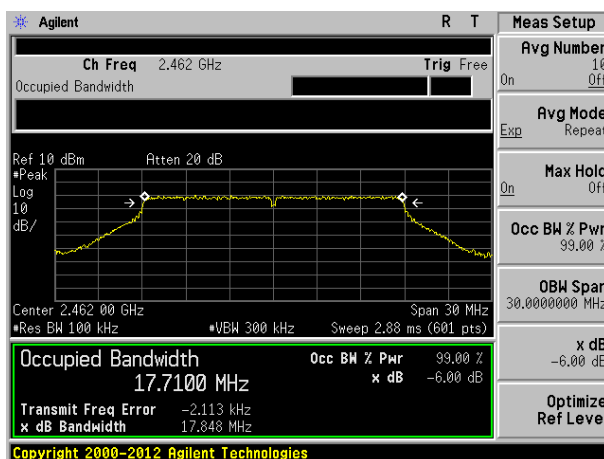 Agilent R T
Ch Freq 2.462 GHz Trig Free
Occupied Bandwidth
Ref 10 dBm Atten 20 dB
#Peak
Log
10
dB/
Center 2.462 00 GHz Span 30 MHz
#Res BW 100 kHz #VBW 300 kHz Sweep 2.88 ms (601 pts)
Occupied Bandwidth Occ BW % Pwr 99.00 %
17.7100 MHz x dB -6.00 dB
Transmit Freq Error -2.113 kHz
x dB Bandwidth 17.848 MHz
Copyright 2000-2012 Agilent Technologies
Meas Setup
Avg Number
10
On Off
Avg Mode
Exp Repeat
Max Hold
On Off
Occ BW % Pwr
99.00 %
OBW Span
30.0000000 MHz
x dB
-6.00 dB
Optimize
Ref Level